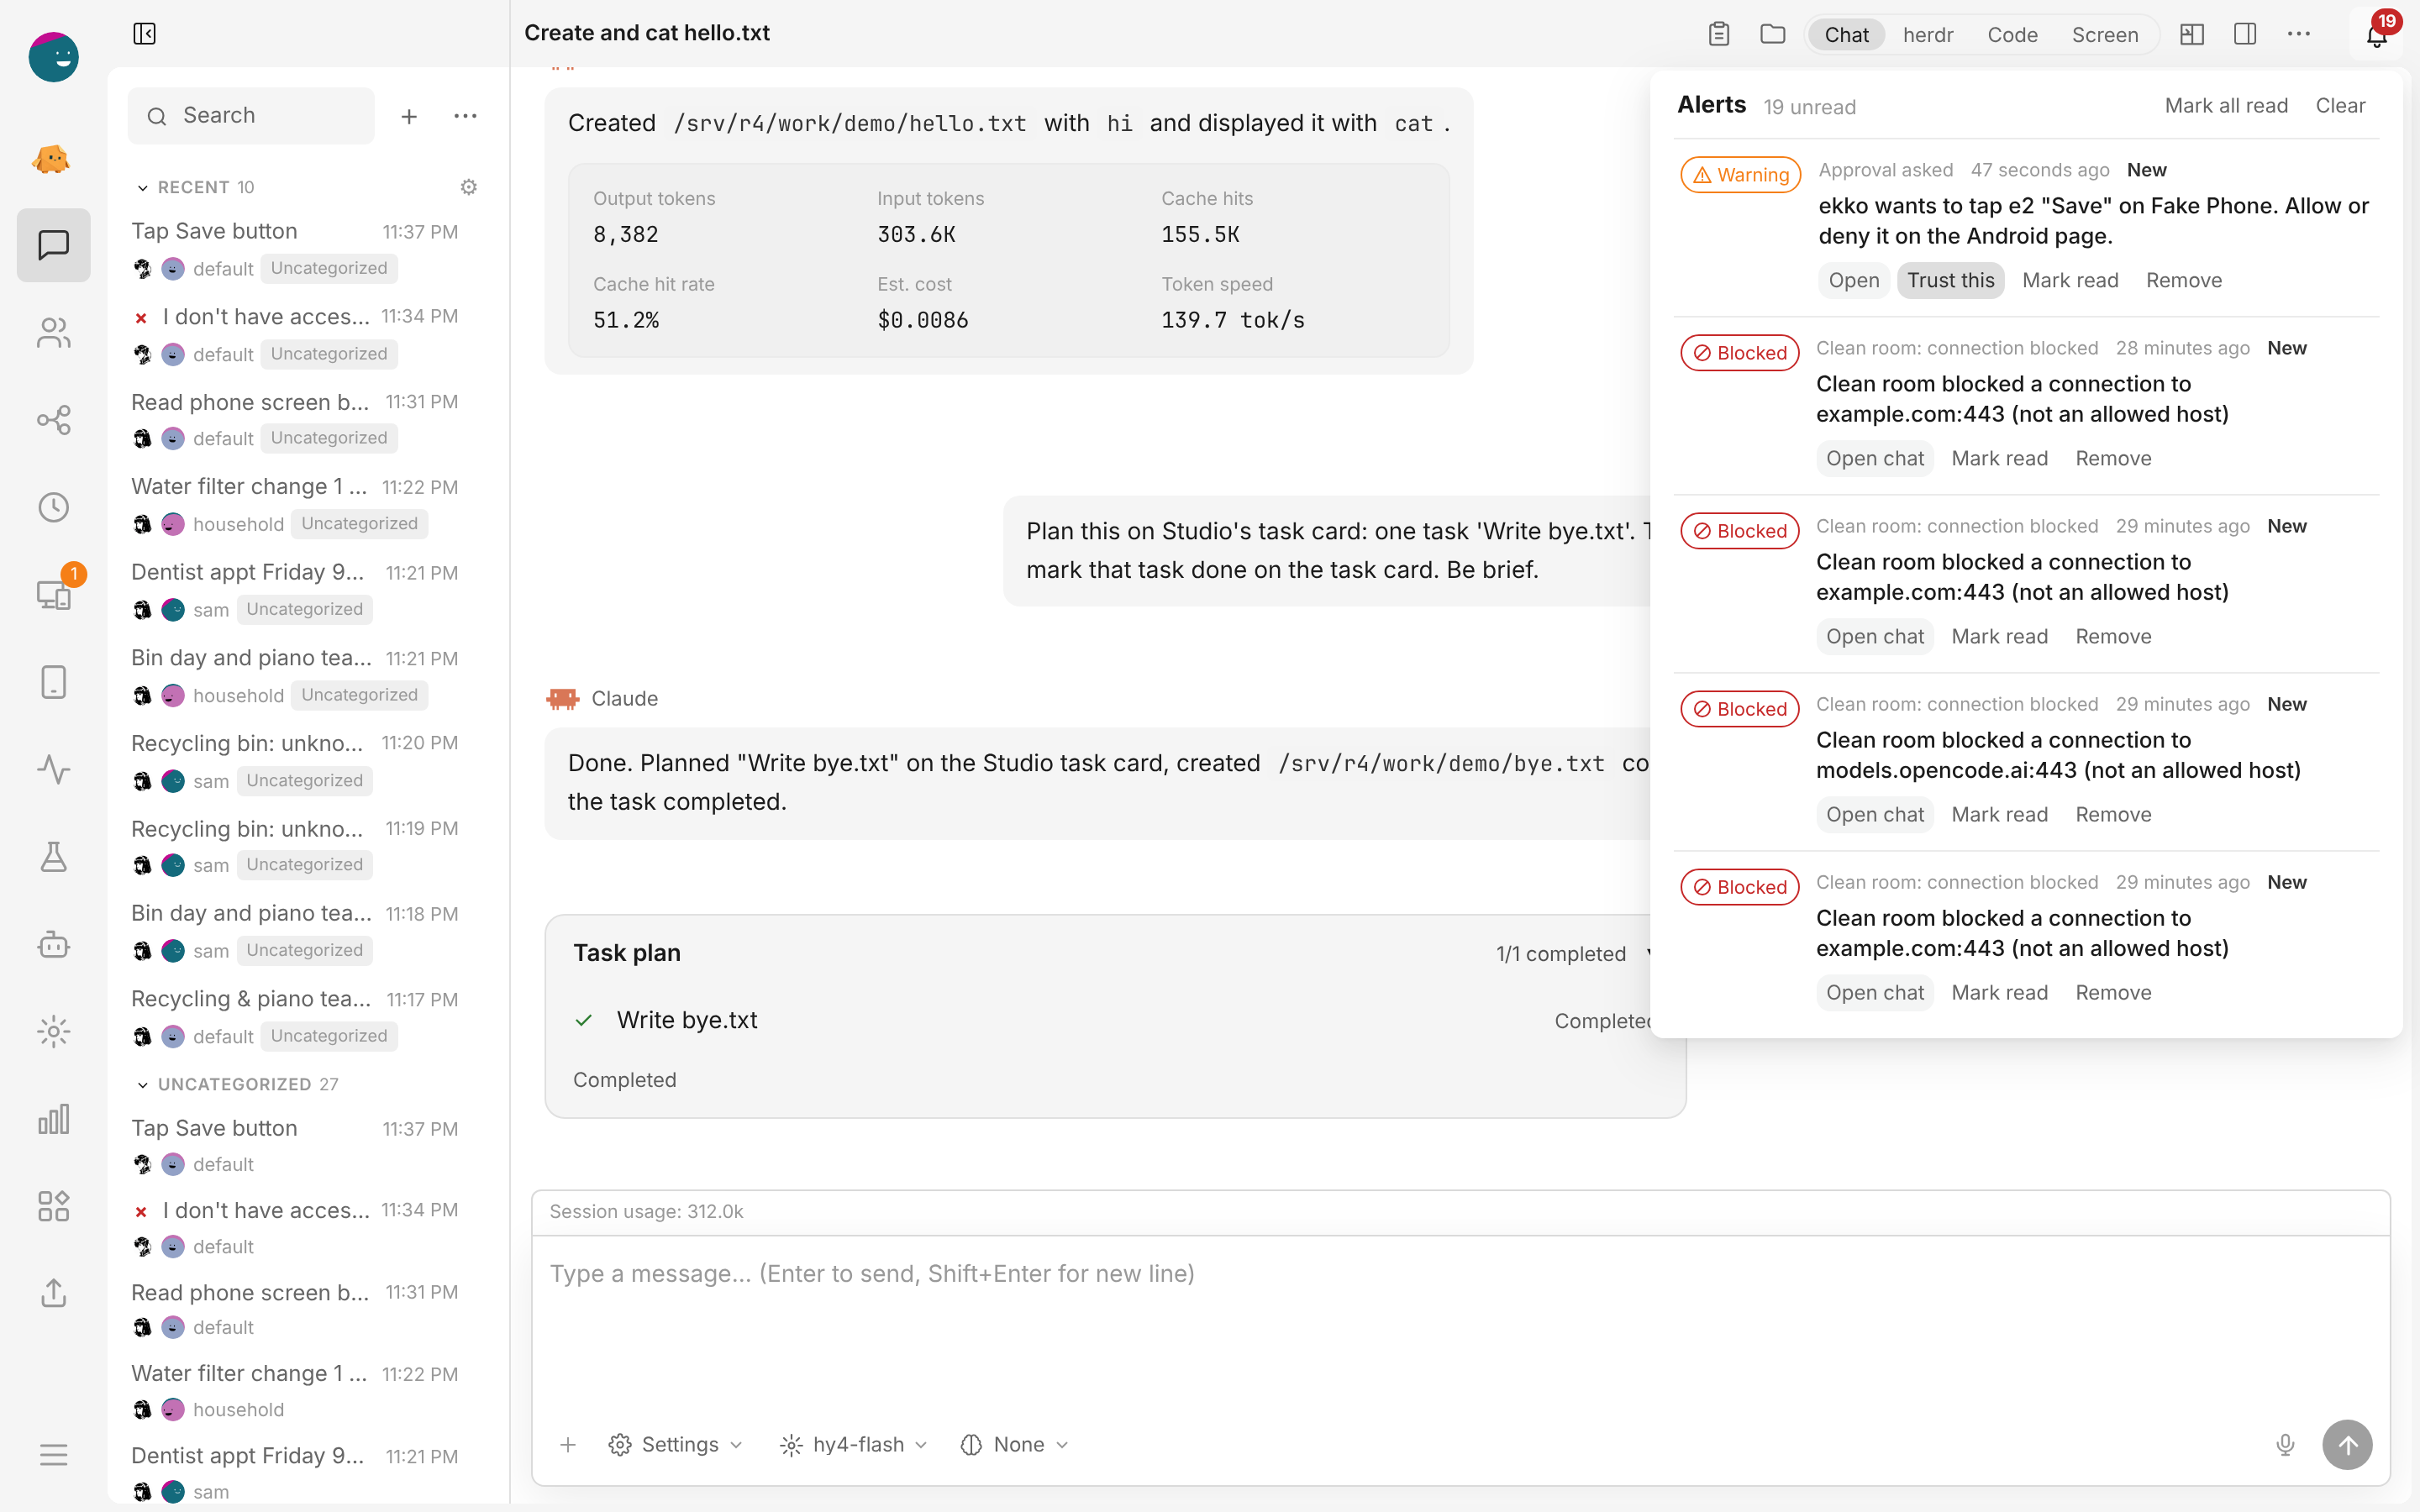 Create and cat hello.txt
Chat
herdr
Code
Screen
19
Search
RECENT 10
Tap Save button 11:37 PM
default Uncategorized
I don't have acces... 11:34 PM
default Uncategorized
Read phone screen b... 11:31 PM
default Uncategorized
Water filter change 1 ... 11:22 PM
household Uncategorized
1
Dentist appt Friday 9... 11:21 PM
sam Uncategorized
Bin day and piano tea... 11:21 PM
household Uncategorized
Recycling bin: unkno... 11:20 PM
sam Uncategorized
Recycling bin: unkno... 11:19 PM
sam Uncategorized
Bin day and piano tea... 11:18 PM
sam Uncategorized
Recycling & piano tea... 11:17 PM
default Uncategorized
UNCATEGORIZED 27
Tap Save button 11:37 PM
default
I don't have acces... 11:34 PM
default
Read phone screen b... 11:31 PM
default
Water filter change 1 ... 11:22 PM
household
Dentist appt Friday 9... 11:21 PM
sam
Created /srv/r4/work/demo/hello.txt with hi and displayed it with cat .
Output tokens Input tokens Cache hits
8,382 303.6K 155.5K
Cache hit rate Est. cost Token speed
51.2% $0.0086 139.7 tok/s
Plan this on Studio's task card: one task 'Write bye.txt'.
mark that task done on the task card. Be brief.
Claude
Done. Planned "Write bye.txt" on the Studio task card, created /srv/r4/work/demo/bye.txt co
the task completed.
Task plan 1/1 completed
Write bye.txt Completed
Completed
Session usage: 312.0k
Type a message... (Enter to send, Shift+Enter for new line)
Settings hy4-flash None
Alerts 19 unread Mark all read Clear
Warning Approval asked 47 seconds ago New
ekko wants to tap e2 "Save" on Fake Phone. Allow or
deny it on the Android page.
Open Trust this Mark read Remove
Blocked Clean room: connection blocked 28 minutes ago New
Clean room blocked a connection to
example.com:443 (not an allowed host)
Open chat Mark read Remove
Blocked Clean room: connection blocked 29 minutes ago New
Clean room blocked a connection to
example.com:443 (not an allowed host)
Open chat Mark read Remove
Blocked Clean room: connection blocked 29 minutes ago New
Clean room blocked a connection to
models.opencode.ai:443 (not an allowed host)
Open chat Mark read Remove
Blocked Clean room: connection blocked 29 minutes ago New
Clean room blocked a connection to
example.com:443 (not an allowed host)
Open chat Mark read Remove